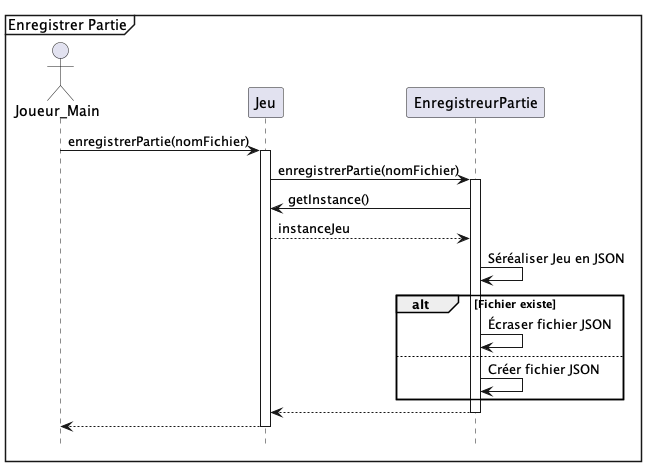 Enregistrer Partie
Joueur_Main
Jeu
EnregistreurPartie
enregistrerPartie(nomFichier)
enregistrerPartie(nomFichier)
getInstance()
instanceJeu
Séréaliser Jeu en JSON
alt [Fichier existe]
Écraser fichier JSON
Créer fichier JSON